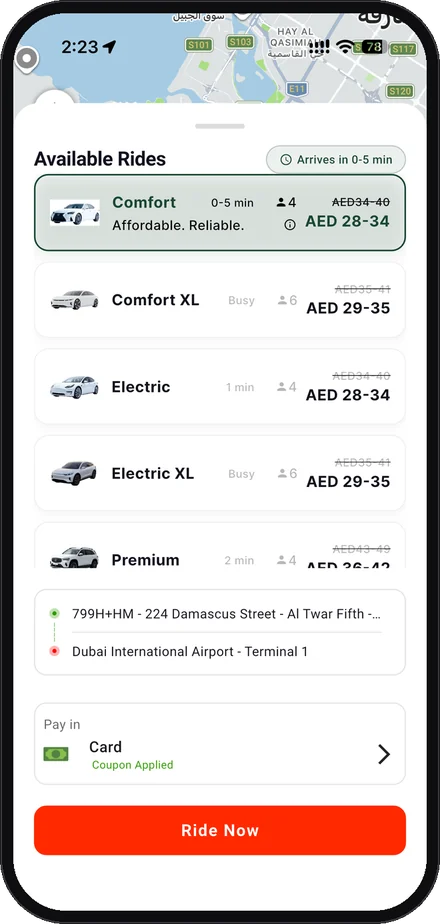 سوق الجبيل
2:23
78
S101
S103
HAY AL
QASIMIA
القاسمية
S117
E11
S120
Available Rides
Arrives in 0-5 min
Comfort
0-5 min
4
AED34-40
Affordable. Reliable.
AED 28-34
Comfort XL
Busy
6
AED35-41
AED 29-35
Electric
1 min
4
AED34-40
AED 28-34
Electric XL
Busy
6
AED35-41
AED 29-35
Premium
2 min
4
AED43-49
AED 36-42
799H+HM - 224 Damascus Street - Al Twar Fifth -...
Dubai International Airport - Terminal 1
Pay in
Card
Coupon Applied
Ride Now